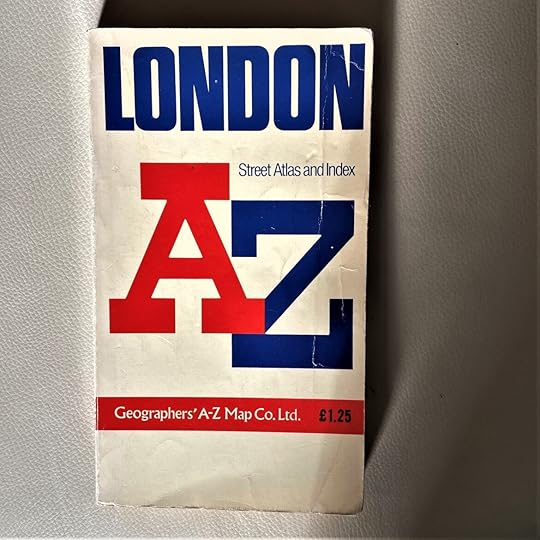 LONDON
Street Atlas and Index
AZ
Geographers' A-Z Map Co. Ltd. £1.25